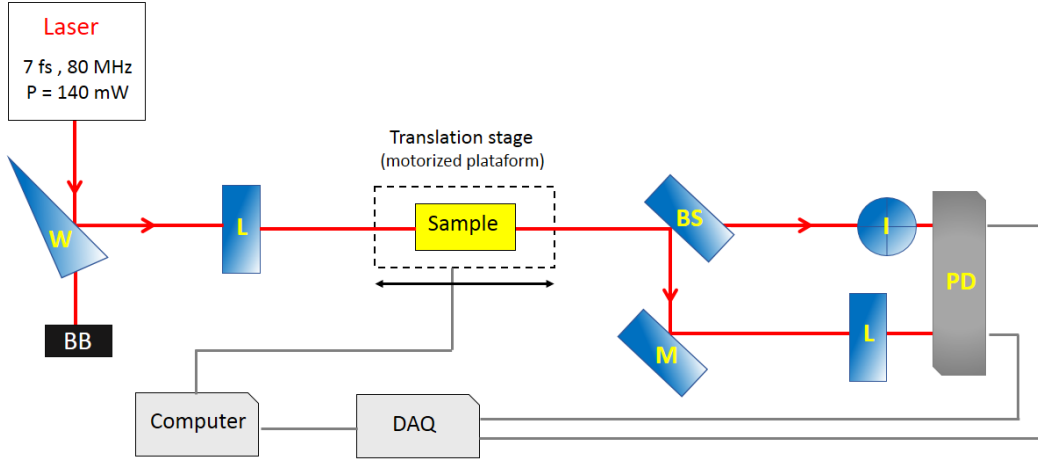 Laser
7 fs , 80 MHz
P = 140 mW
Translation stage
(motorized plataform)
W
L
Sample
BS
I
PD
BB
M
L
Computer
DAQ